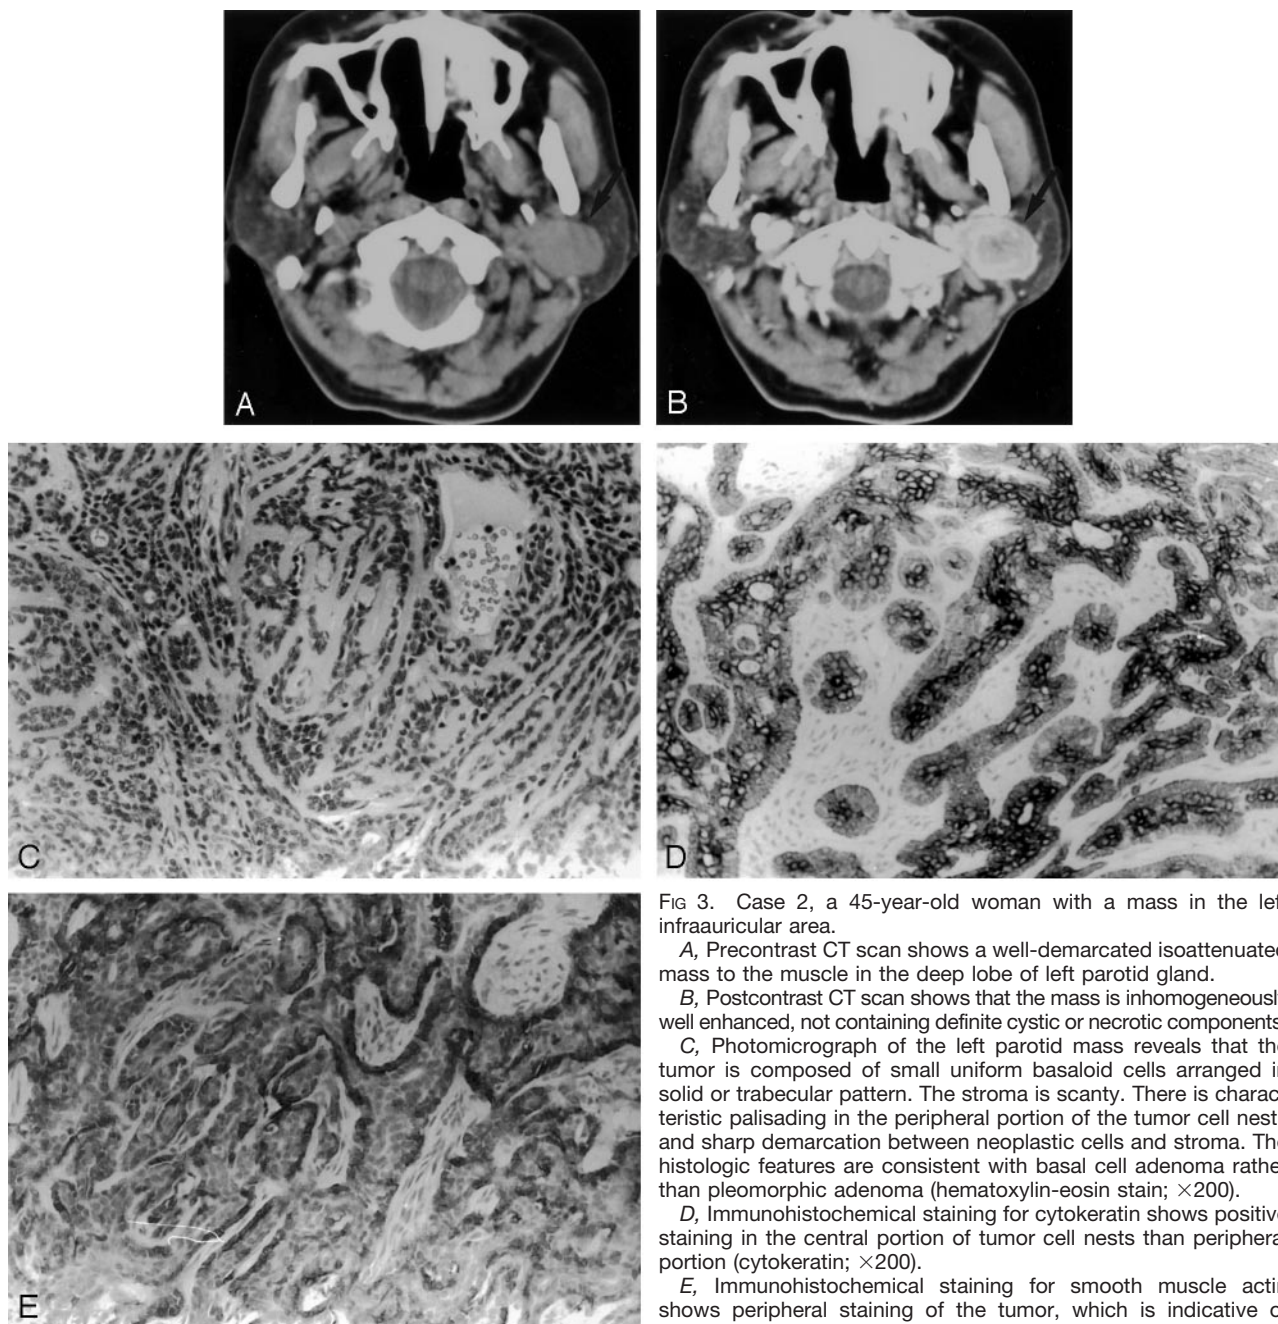 A
B
C
D
E
FIG 3. Case 2, a 45-year-old woman with a mass in the left
infraauricular area.
A, Precontrast CT scan shows a well-demarcated isoattenuated
mass to the muscle in the deep lobe of left parotid gland.
B, Postcontrast CT scan shows that the mass is inhomogeneously
well enhanced, not containing definite cystic or necrotic components
C, Photomicrograph of the left parotid mass reveals that the
tumor is composed of small uniform basaloid cells arranged in
solid or trabecular pattern. The stroma is scanty. There is charac
teristic palisading in the peripheral portion of the tumor cell nests
and sharp demarcation between neoplastic cells and stroma. The
histologic features are consistent with basal cell adenoma rathe
than pleomorphic adenoma (hematoxylin-eosin stain; ×200).
D, Immunohistochemical staining for cytokeratin shows positive
staining in the central portion of tumor cell nests than periphera
portion (cytokeratin; ×200).
E, Immunohistochemical staining for smooth muscle actin
shows peripheral staining of the tumor, which is indicative o